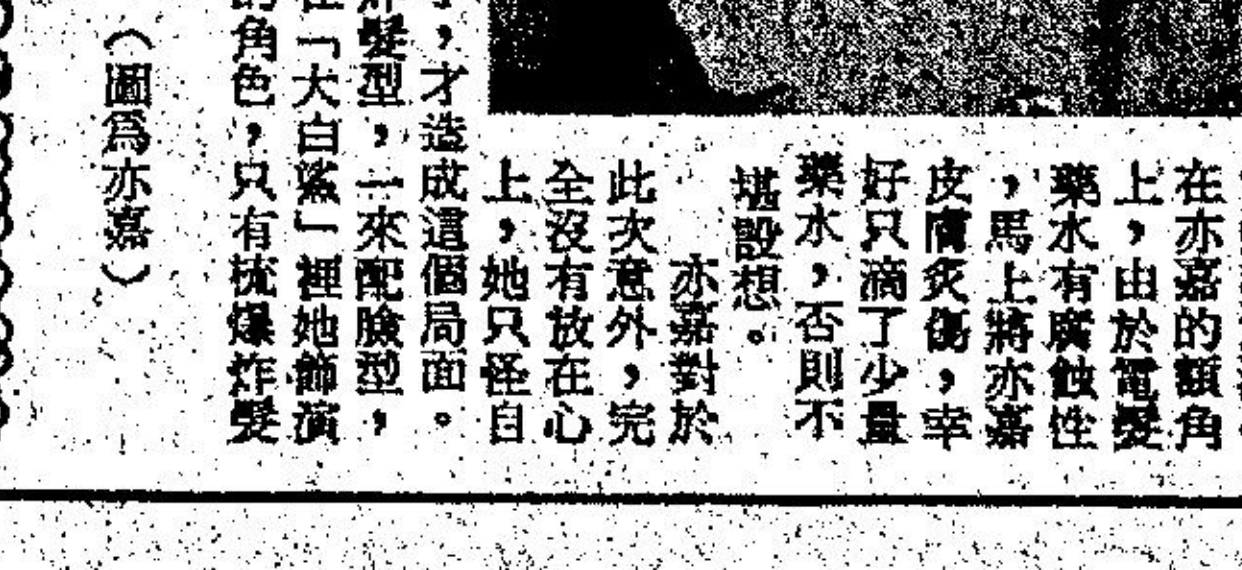 在亦嘉的額角
上，由於電髮
藥水有腐蝕性
，馬上將亦嘉
皮膚炙傷，幸
好只滴了少量
藥水，否則不
堪設想。
亦嘉對於
此次意外，完
全沒有放在心
上，她只怪自
，才造成這個局面。
髮型，一來配臉型，
「大白鯊」裡她飾演
角色，只有梳爆炸髮
（圖為亦嘉）